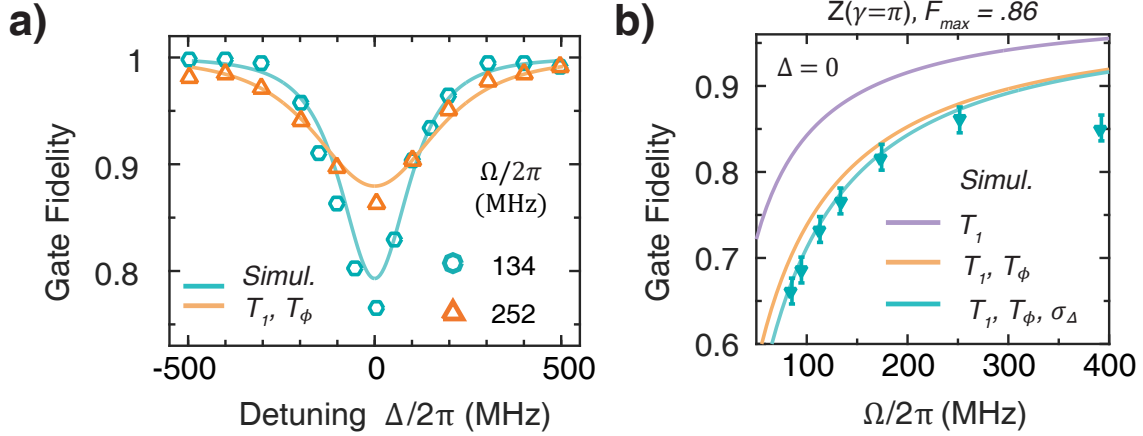 a)
Gate Fidelity
1
0.9
0.8
-500
0
500
Detuning Δ/2π (MHz)
Simul.
T1, Tϕ
Ω/2π
(MHz)
134
252
b)
Z(γ=π), Fmax = .86
Δ = 0
Gate Fidelity
0.9
0.8
0.7
0.6
100
200
300
400
Ω/2π (MHz)
Simul.
T1
T1, Tϕ
T1, Tϕ, σΔ